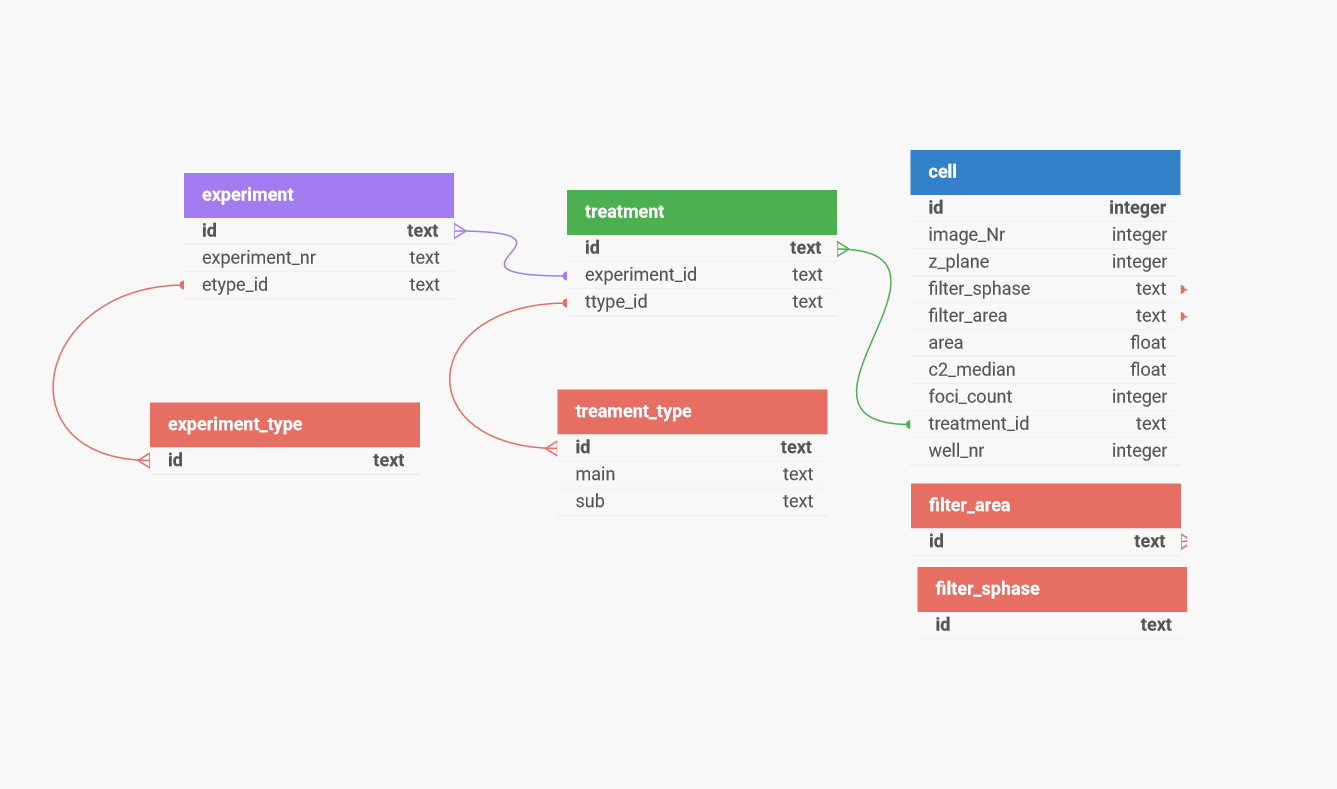 experiment
id text
experiment_nr text
etype_id text
experiment_type
id text
treatment
id text
experiment_id text
ttype_id text
treament_type
id text
main text
sub text
cell
id integer
image_Nr integer
z_plane integer
filter_sphase text
filter_area text
area float
c2_median float
foci_count integer
treatment_id text
well_nr integer
filter_area
id text
filter_sphase
id text